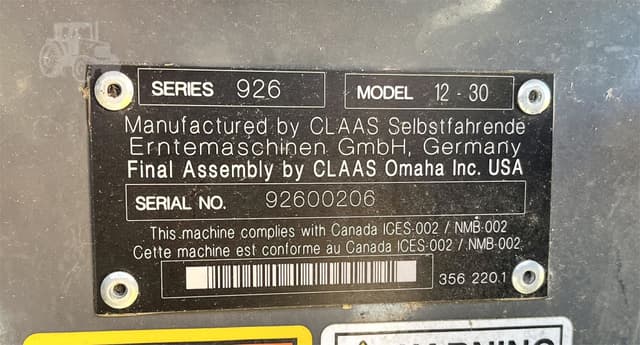 SERIES 926 MODEL 12 - 30
Manufactured by CLAAS Selbstfahrende
Erntemaschinen GmbH, Germany
Final Assembly by CLAAS Omaha Inc. USA
SERIAL NO. 92600206
This machine complies with Canada ICES-002 / NMB-002
Cette machine est conforme au Canada ICES-002 / NMB-002
356 220.1
WARNING